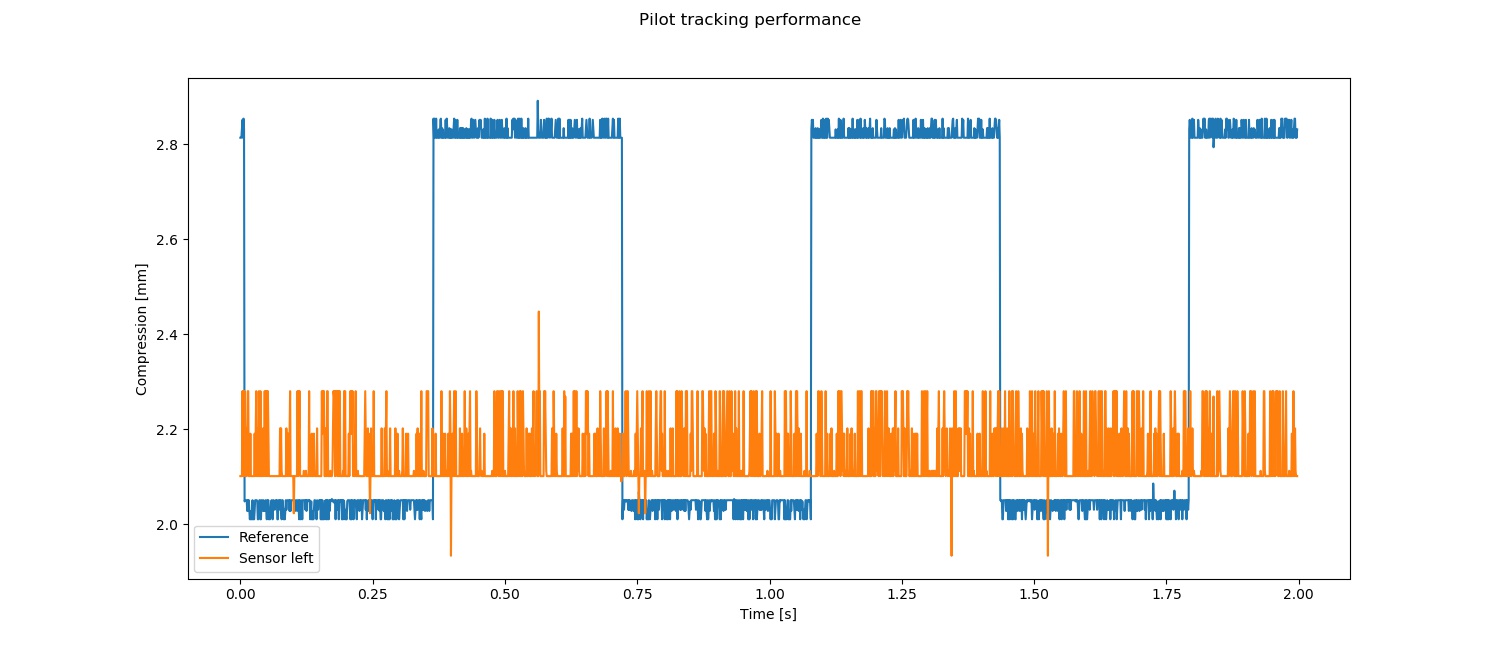 Pilot tracking performance
2.8
2.6
2.4
2.2
2.0
Compression [mm]
Reference
Sensor left
0.00 0.25 0.50 0.75 1.00 1.25 1.50 1.75 2.00
Time [s]